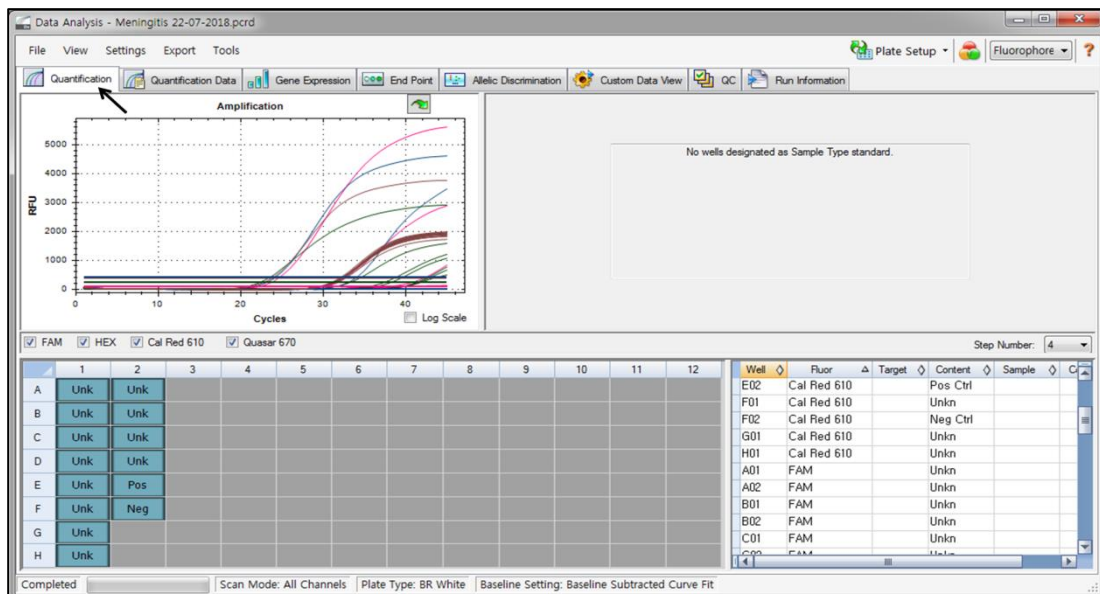 Data Analysis - Meningitis 22-07-2018.pcrd
File View Settings Export Tools
Plate Setup
Fluorophore
?
Quantification Quantification Data Gene Expression End Point Allelic Discrimination Custom Data View QC Run Information
Amplification
5000
4000
3000
2000
1000
0
RFU
0 10 20 30 40
Cycles
Log Scale
No wells designated as Sample Type standard.
FAM HEX Cal Red 610 Quasar 670
Step Number: 4
1 2 3 4 5 6 7 8 9 10 11 12
A Unk Unk
B Unk Unk
C Unk Unk
D Unk Unk
E Unk Pos
F Unk Neg
G Unk
H Unk
Well Fluor Target Content Sample
E02 Cal Red 610 Pos Ctrl
F01 Cal Red 610 Unkn
F02 Cal Red 610 Neg Ctrl
G01 Cal Red 610 Unkn
H01 Cal Red 610 Unkn
A01 FAM Unkn
A02 FAM Unkn
B01 FAM Unkn
B02 FAM Unkn
C01 FAM Unkn
Completed Scan Mode: All Channels Plate Type: BR White Baseline Setting: Baseline Subtracted Curve Fit